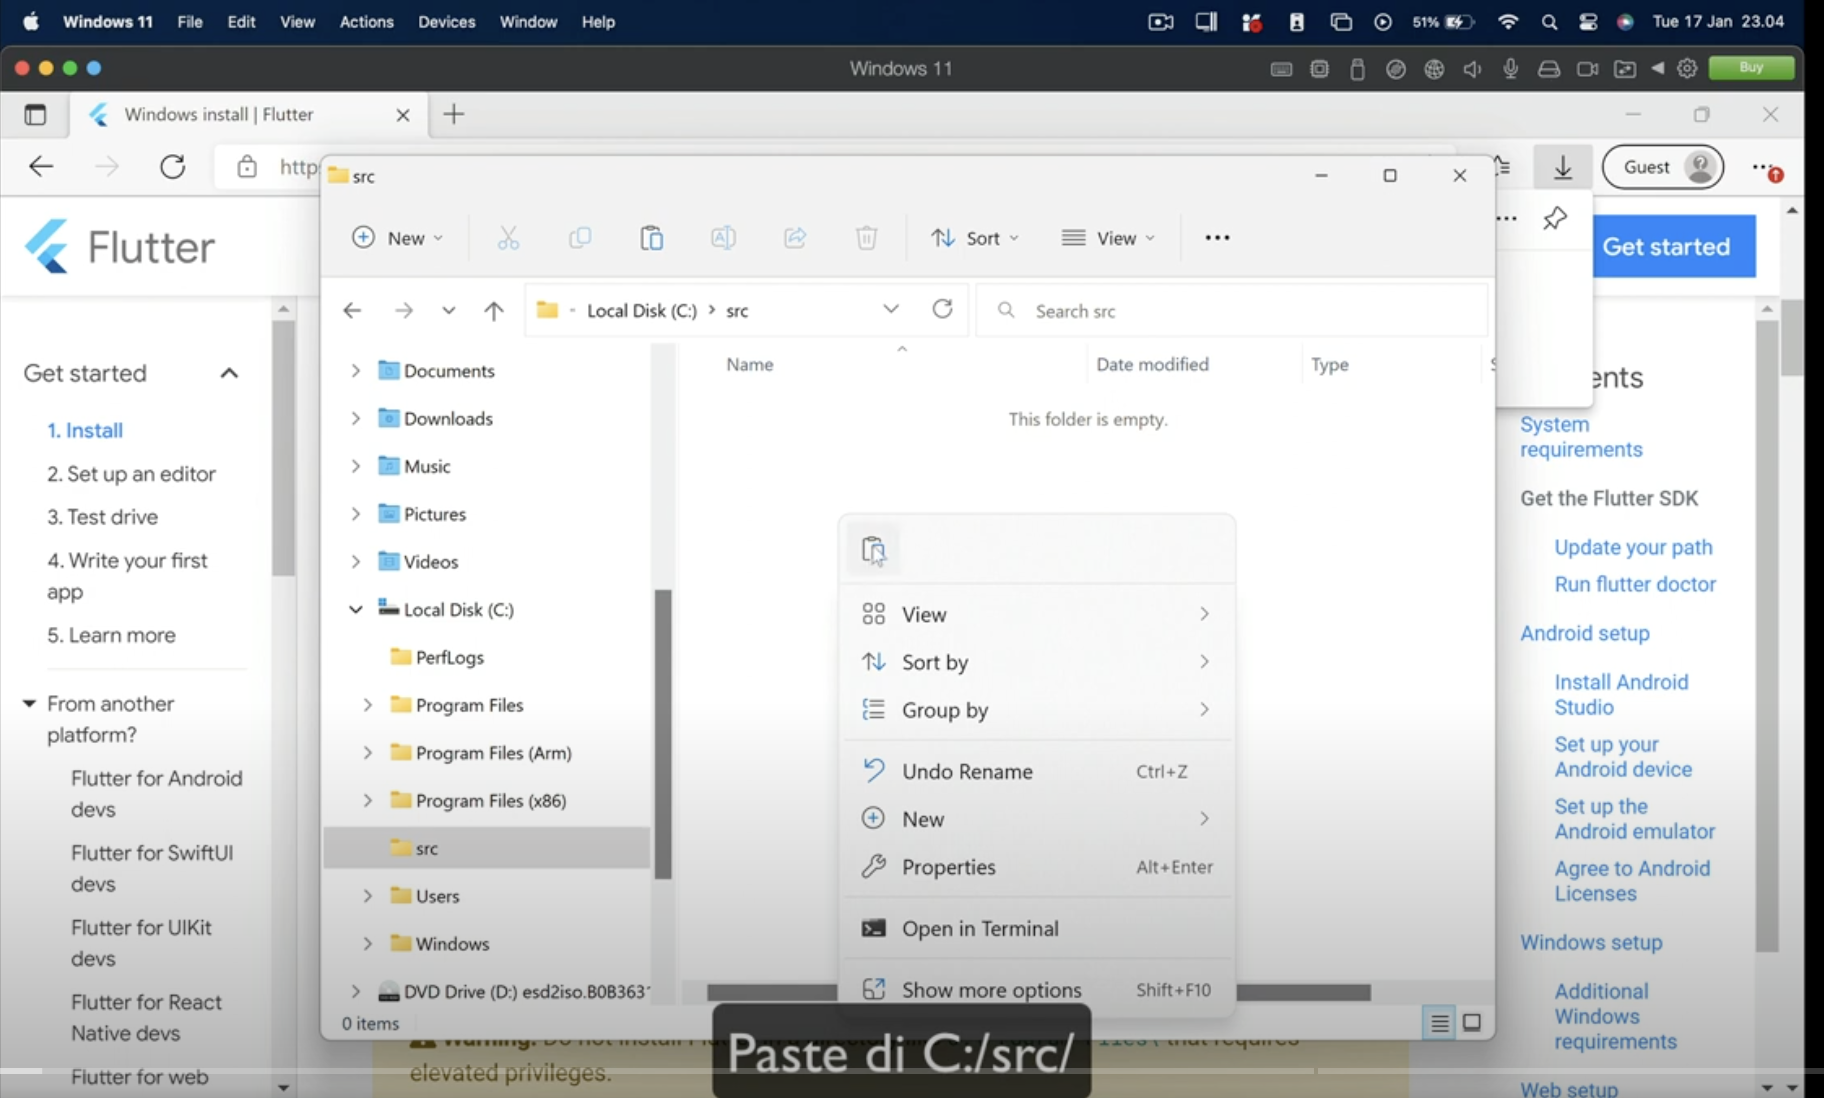 Windows 11 File Edit View Actions Devices Window Help 51% Tue 17 Jan 23.04
Windows 11 Buy
Windows install | Flutter
Guest
src
Flutter
New Sort View
Get started
Local Disk (C:) src Search src
Name Date modified Type
This folder is empty.
Get started
1. Install
2. Set up an editor
3. Test drive
4. Write your first
app
5. Learn more
From another
platform?
Flutter for Android
devs
Flutter for SwiftUI
devs
Flutter for UIKit
devs
Flutter for React
Native devs
Flutter for web
Documents
Downloads
Music
Pictures
Videos
Local Disk (C:)
PerfLogs
Program Files
Program Files (Arm)
Program Files (x86)
src
Users
Windows
DVD Drive (D:) esd2iso.B0B363
0 items
View
Sort by
Group by
Undo Rename Ctrl+Z
New
Properties Alt+Enter
Open in Terminal
Show more options Shift+F10
System
requirements
Get the Flutter SDK
Update your path
Run flutter doctor
Android setup
Install Android
Studio
Set up your
Android device
Set up the
Android emulator
Agree to Android
Licenses
Windows setup
Additional
Windows
requirements
Web setup
Warning: Do not install
that requires
elevated privileges.
Paste di C:/src/